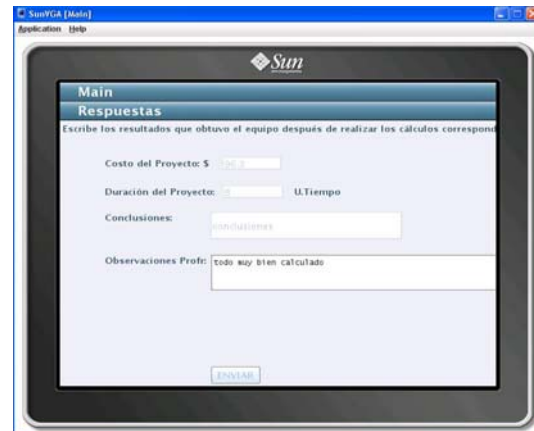 SunVGA [Main]
Application Help
Sun
Main
Respuestas
Escribe los resultados que obtuvo el equipo después de realizar los cálculos correspond
Costo del Proyecto: $
Duración del Proyecto: U.Tiempo
Conclusiones:
conclusiones
Observaciones Profr: todo muy bien calculado
ENVIAR